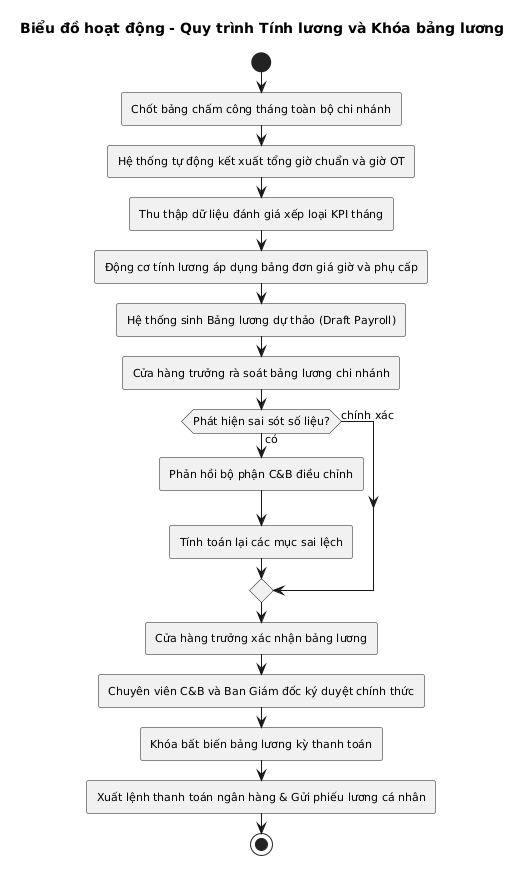 Biểu đồ hoạt động - Quy trình Tính lương và Khóa bảng lương
Chốt bảng chấm công tháng toàn bộ chi nhánh
Hệ thống tự động kết xuất tổng giờ chuẩn và giờ OT
Thu thập dữ liệu đánh giá xếp loại KPI tháng
Động cơ tính lương áp dụng bảng đơn giá giờ và phụ cấp
Hệ thống sinh Bảng lương dự thảo (Draft Payroll)
Cửa hàng trưởng rà soát bảng lương chi nhánh
Phát hiện sai sót số liệu?
chính xác
có
Phản hồi bộ phận C&B điều chỉnh
Tính toán lại các mục sai lệch
Cửa hàng trưởng xác nhận bảng lương
Chuyên viên C&B và Ban Giám đốc ký duyệt chính thức
Khóa bất biến bảng lương kỳ thanh toán
Xuất lệnh thanh toán ngân hàng & Gửi phiếu lương cá nhân